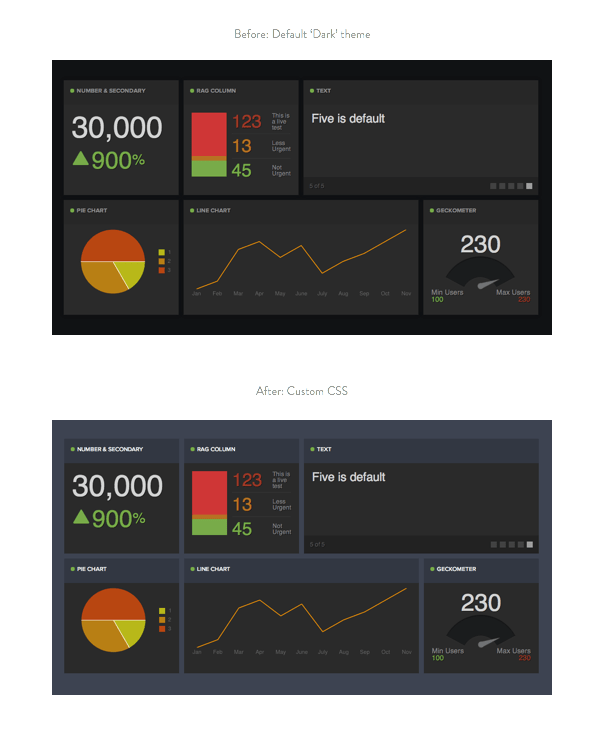 Before: Default ‘Dark’ theme
NUMBER & SECONDARY
30,000
900%
RAG COLUMN
123 This is a live test
13 Less Urgent
45 Not Urgent
TEXT
Five is default
5 of 5
PIE CHART
1
2
3
LINE CHART
Jan Feb Mar Apr May Jun July Aug Sep Oct Nov
GECKOMETER
230
Min Users Max Users
100 230
After: Custom CSS
NUMBER & SECONDARY
30,000
900%
RAG COLUMN
123 This is a live test
13 Less Urgent
45 Not Urgent
TEXT
Five is default
5 of 5
PIE CHART
1
2
3
LINE CHART
Jan Feb Mar Apr May Jun July Aug Sep Oct Nov
GECKOMETER
230
Min Users Max Users
100 230